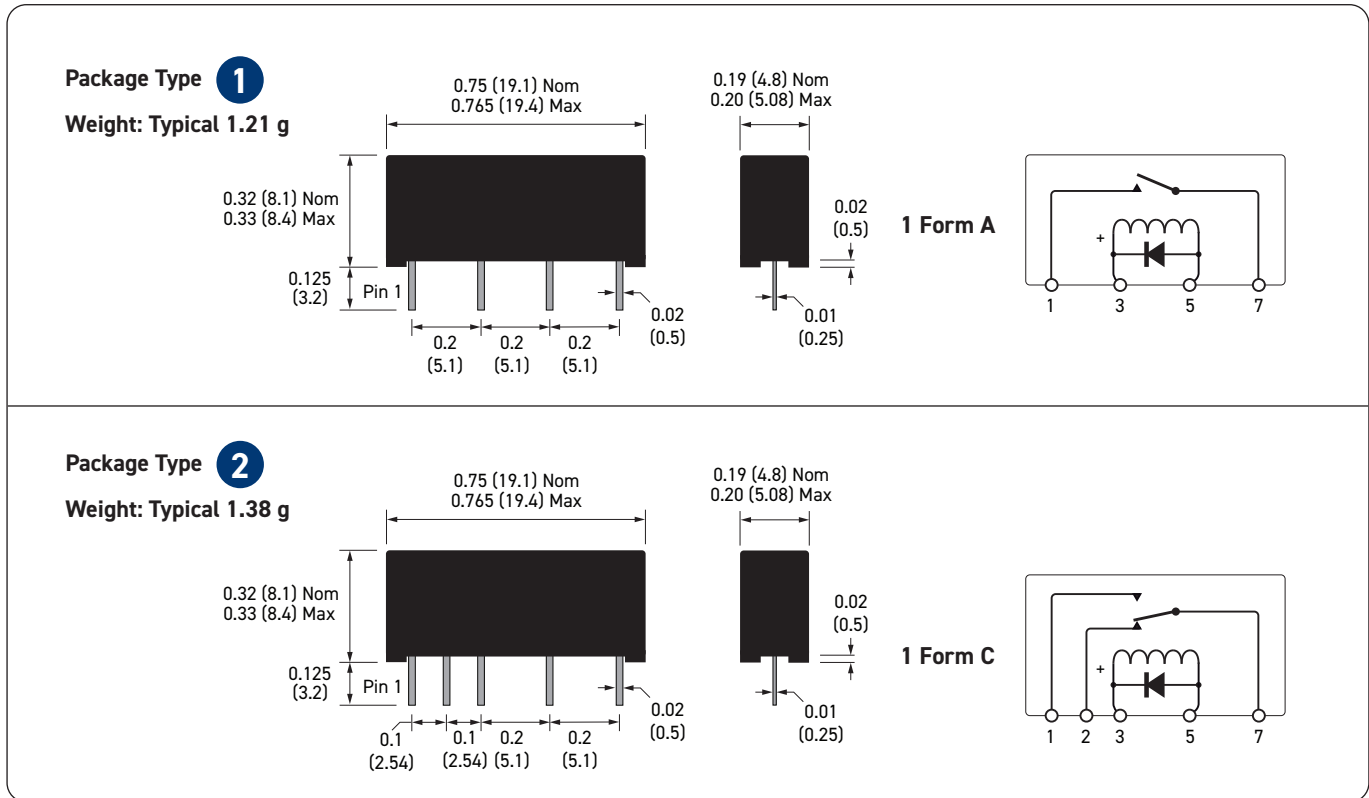 Package Type 1
Weight: Typical 1.21 g
0.75 (19.1) Nom
0.765 (19.4) Max
0.19 (4.8) Nom
0.20 (5.08) Max
0.32 (8.1) Nom
0.33 (8.4) Max
0.125
(3.2)
Pin 1
0.2
(5.1)
0.2
(5.1)
0.2
(5.1)
0.02
(0.5)
0.02
(0.5)
0.01
(0.25)
1 Form A
+
1 3 5 7
Package Type 2
Weight: Typical 1.38 g
0.75 (19.1) Nom
0.765 (19.4) Max
0.19 (4.8) Nom
0.20 (5.08) Max
0.32 (8.1) Nom
0.33 (8.4) Max
0.125
(3.2)
Pin 1
0.1
(2.54)
0.1
(2.54)
0.2
(5.1)
0.2
(5.1)
0.02
(0.5)
0.02
(0.5)
0.01
(0.25)
1 Form C
+
1 2 3 5 7